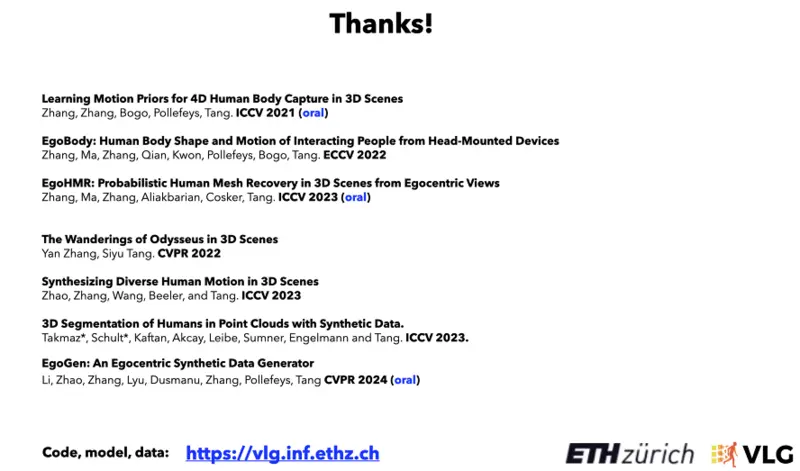 Thanks!
Learning Motion Priors for 4D Human Body Capture in 3D Scenes
Zhang, Zhang, Bogo, Pollefeys, Tang. ICCV 2021 (oral)
EgoBody: Human Body Shape and Motion of Interacting People from Head-Mounted Devices
Zhang, Ma, Zhang, Qian, Kwon, Pollefeys, Bogo, Tang. ECCV 2022
EgoHMR: Probabilistic Human Mesh Recovery in 3D Scenes from Egocentric Views
Zhang, Ma, Zhang, Aliakbarian, Cosker, Tang. ICCV 2023 (oral)
The Wanderings of Odysseus in 3D Scenes
Yan Zhang, Siyu Tang. CVPR 2022
Synthesizing Diverse Human Motion in 3D Scenes
Zhao, Zhang, Wang, Beeler, and Tang. ICCV 2023
3D Segmentation of Humans in Point Clouds with Synthetic Data.
Takmaz*, Schult*, Kaftan, Akcay, Leibe, Sumner, Engelmann and Tang. ICCV 2023.
EgoGen: An Egocentric Synthetic Data Generator
Li, Zhao, Zhang, Lyu, Dusmanu, Zhang, Pollefeys, Tang CVPR 2024 (oral)
Code, model, data: https://vlg.inf.ethz.ch
ETH zürich VLG